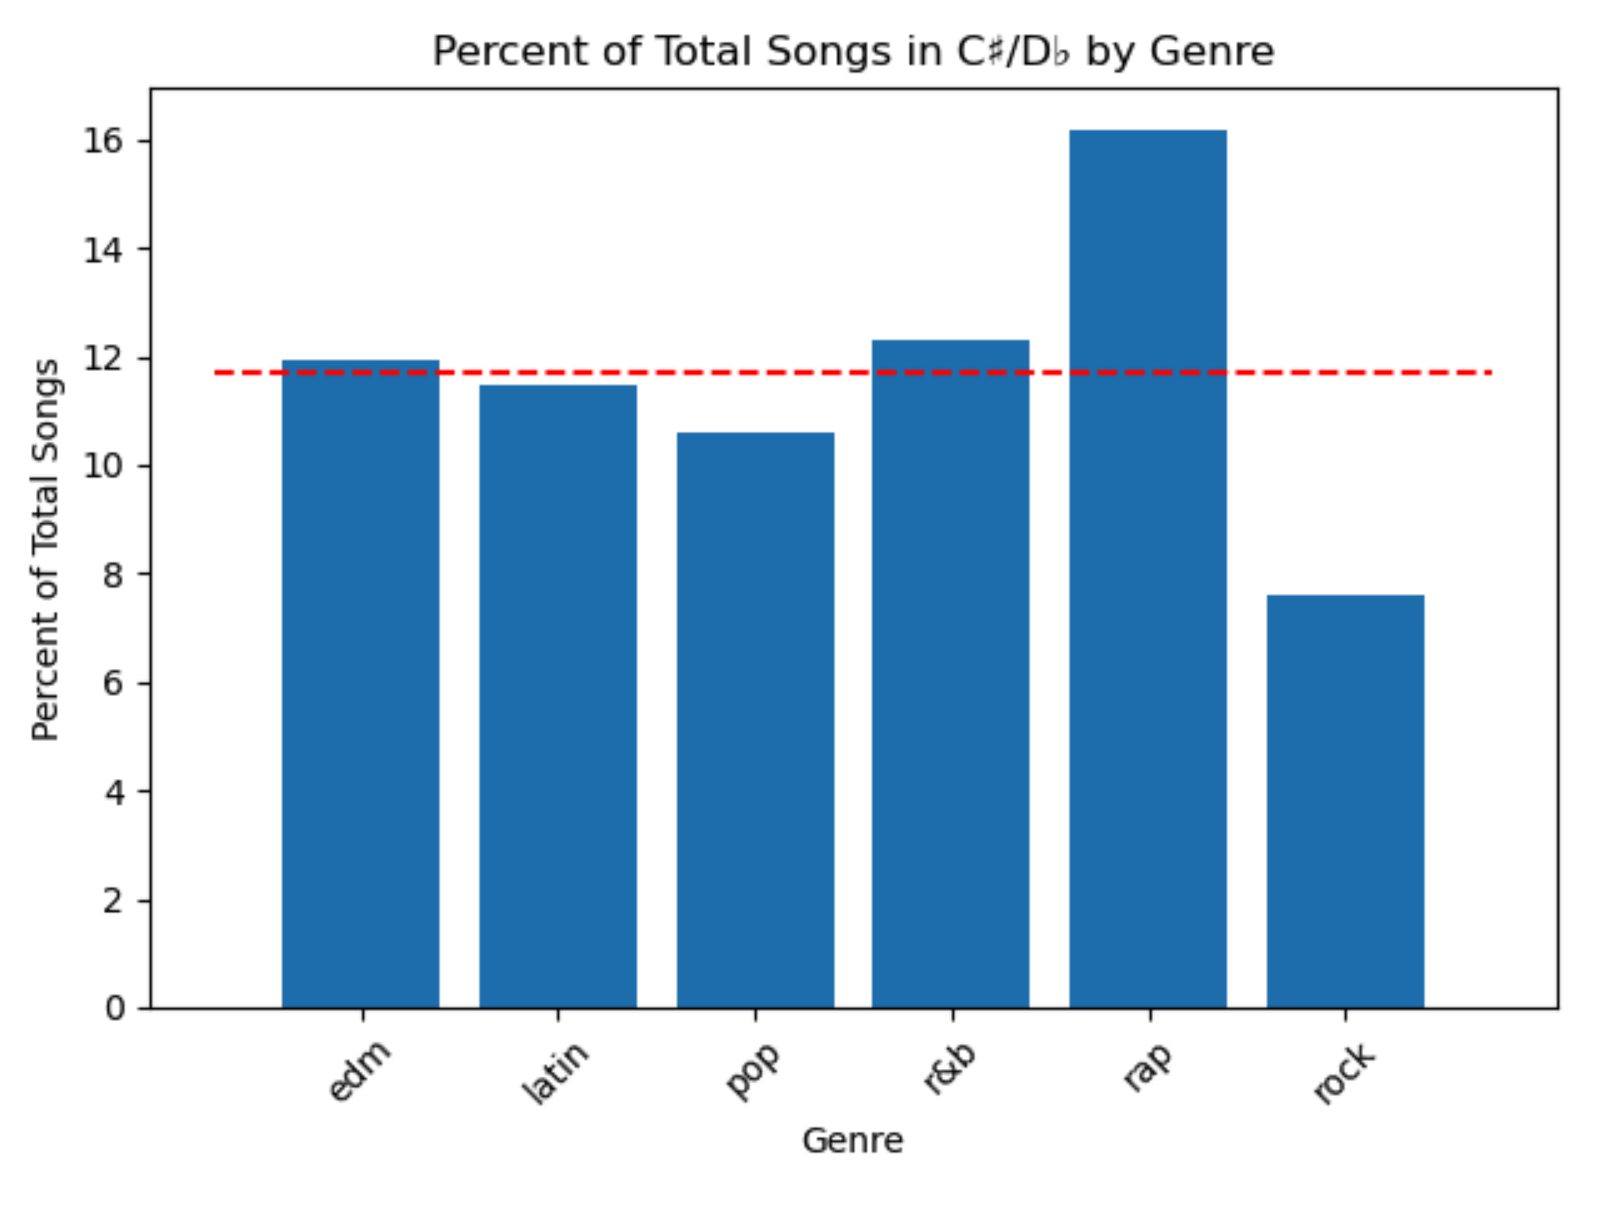 Percent of Total Songs in C♯/D♭ by Genre
Percent of Total Songs
16
14
12
10
8
6
4
2
0
edm
latin
pop
r&b
rap
rock
Genre